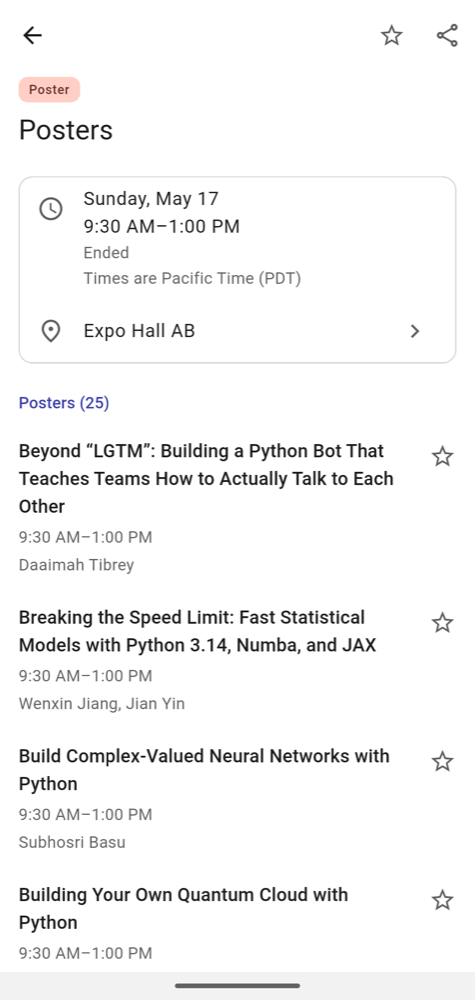 Poster
Posters
Sunday, May 17
9:30 AM–1:00 PM
Ended
Times are Pacific Time (PDT)
Expo Hall AB
Posters (25)
Beyond “LGTM”: Building a Python Bot That
Teaches Teams How to Actually Talk to Each
Other
9:30 AM–1:00 PM
Daaimah Tibrey
Breaking the Speed Limit: Fast Statistical
Models with Python 3.14, Numba, and JAX
9:30 AM–1:00 PM
Wenxin Jiang, Jian Yin
Build Complex-Valued Neural Networks with
Python
9:30 AM–1:00 PM
Subhosri Basu
Building Your Own Quantum Cloud with
Python
9:30 AM–1:00 PM